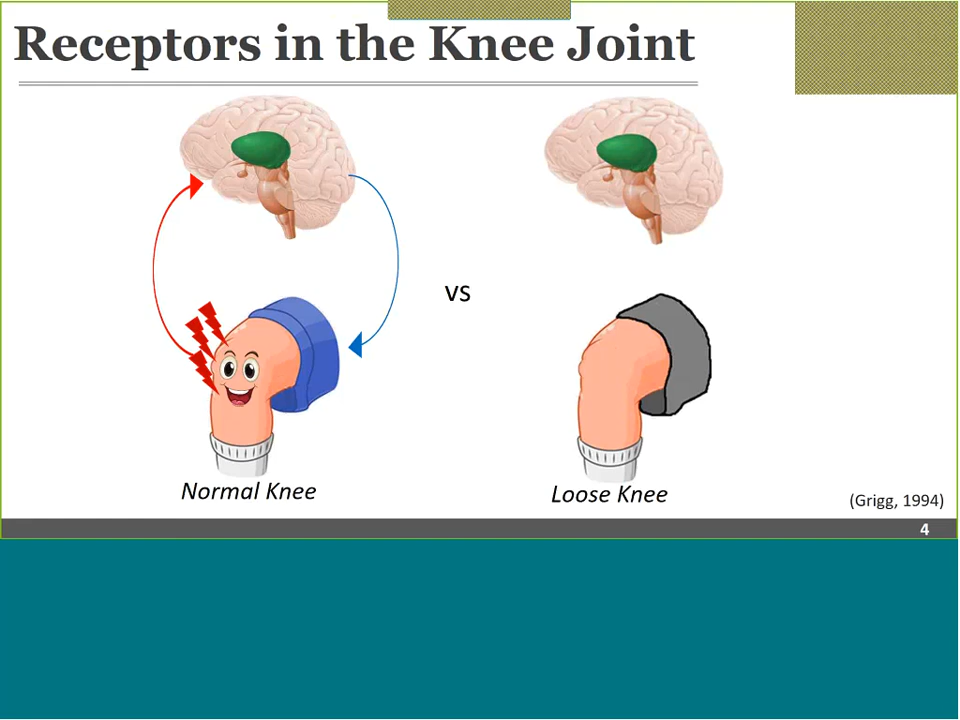 Receptors in the Knee Joint
vs
Normal Knee
Loose Knee
(Grigg, 1994)
4